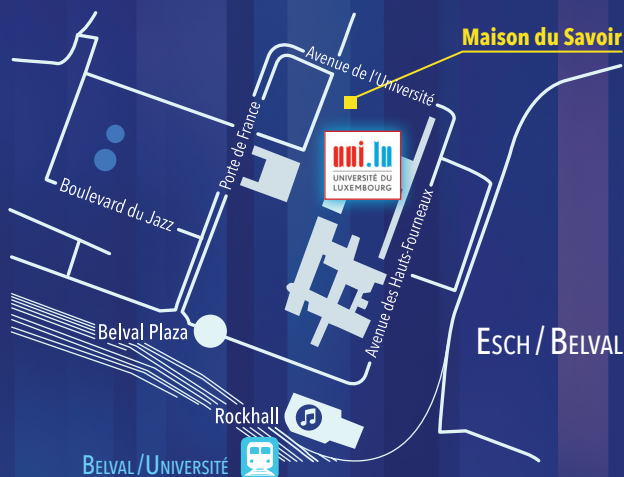 Maison du Savoir
Avenue de l'Université
Porte de France
uni.lu
UNIVERSITÉ DU
LUXEMBOURG
Boulevard du Jazz
Avenue des Hauts-Fourneaux
Belval Plaza
ESCH / BELVAL
Rockhall
BELVAL / UNIVERSITÉ